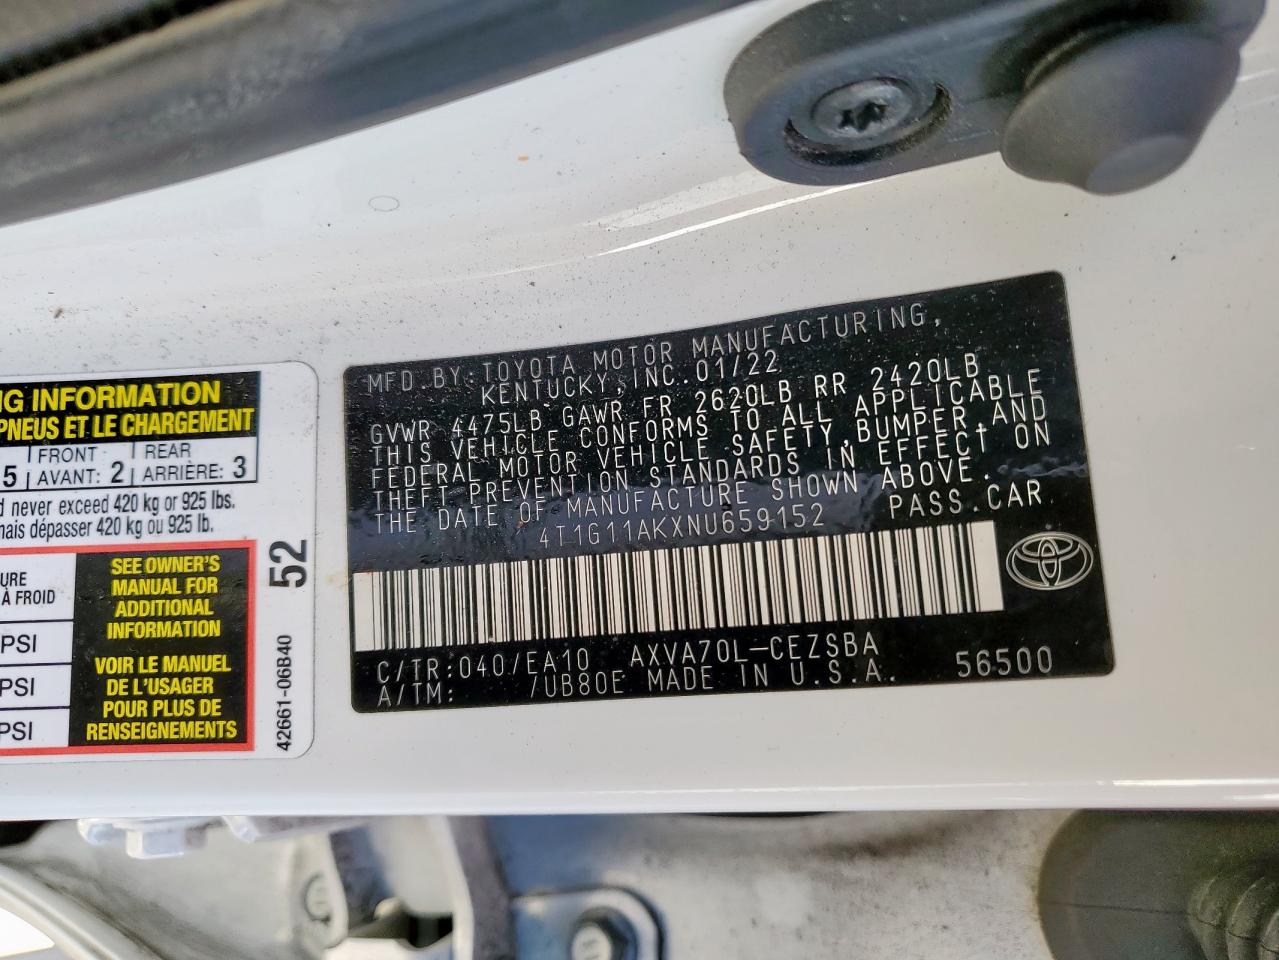 NG INFORMATION
PNEUS ET LE CHARGEMENT
5 FRONT AVANT: 2 REAR ARRIÈRE: 3
d never exceed 420 kg or 925 lbs.
mais dépasser 420 kg ou 925 lb.
URE
À FROID
PSI
PSI
PSI
SEE OWNER'S
MANUAL FOR
ADDITIONAL
INFORMATION
VOIR LE MANUEL
DE L'USAGER
POUR PLUS DE
RENSEIGNEMENTS
52
42661-06B40
MFD.BY:TOYOTA MOTOR MANUFACTURING,
KENTUCKY,INC.01/22
GVWR 4475LB GAWR FR 2620LB RR 2420LB
THIS VEHICLE CONFORMS TO ALL APPLICABLE
FEDERAL MOTOR VEHICLE SAFETY,BUMPER,AND
THEFT PREVENTION STANDARDS IN EFFECT ON
THE DATE OF MANUFACTURE SHOWN ABOVE.
4T1G11AKXNU659152 PASS.CAR
C/TR:040/EA10 AXVA70L-CEZSBA
A/TM: /UB80E MADE IN U.S.A. 56500